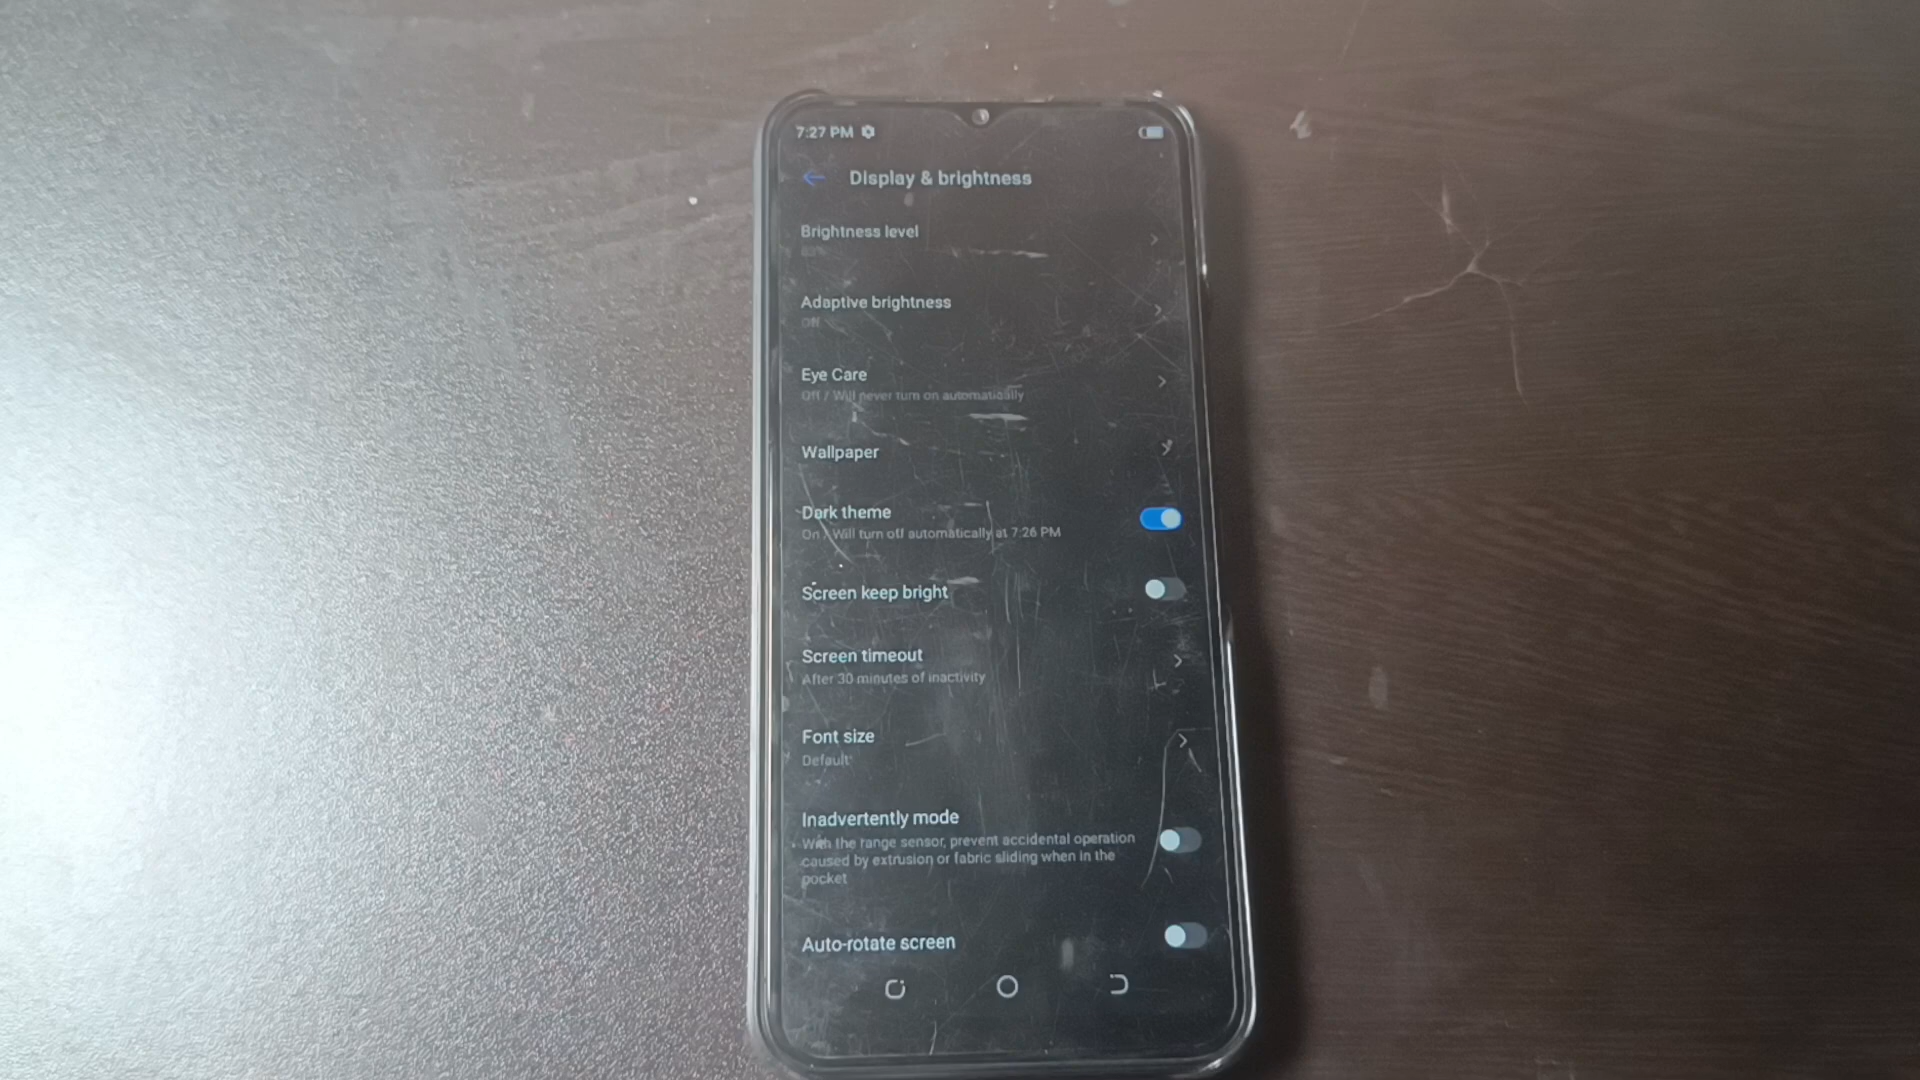 7:27 PM
Display & brightness
Brightness level
Adaptive brightness
Off
Eye Care
Off / Will never turn on automatically
Wallpaper
Dark theme
On / Will turn off automatically at 7:26 PM
Screen keep bright
Screen timeout
After 30 minutes of inactivity
Font size
Default
Inadvertently mode
With the range sensor, prevent accidental operation
caused by extrusion or fabric sliding when in the
pocket
Auto-rotate screen